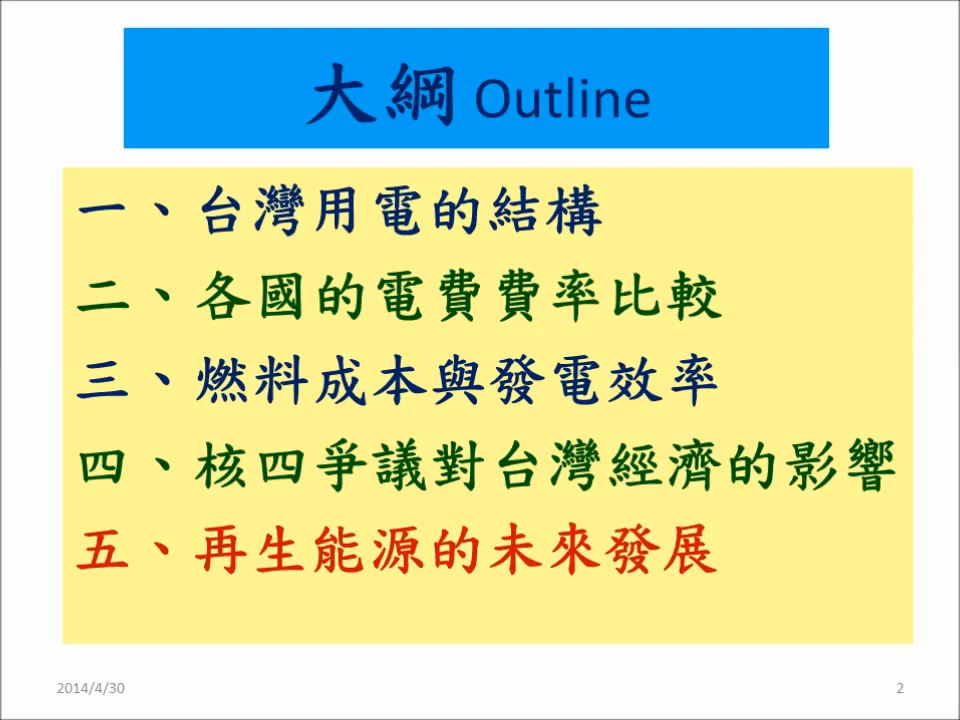 大綱 Outline
一、台灣用電的結構
二、各國的電費費率比較
三、燃料成本與發電效率
四、核四爭議對台灣經濟的影響
五、再生能源的未來發展
2014/4/30
2